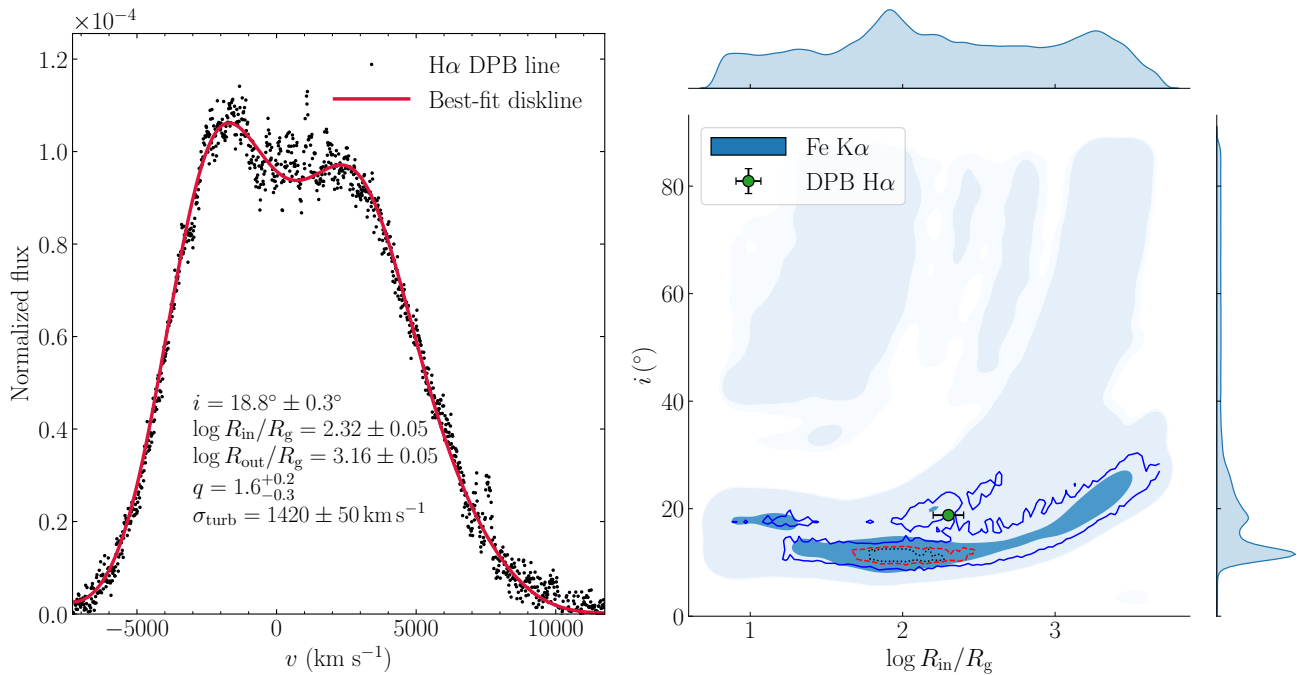 ×10⁻⁴
1.2
1.0
0.8
0.6
0.4
0.2
0.0
Normalized flux
Hα DPB line
Best-fit diskline
i = 18.8° ± 0.3°
log R_in/R_g = 2.32 ± 0.05
log R_out/R_g = 3.16 ± 0.05
q = 1.6^{+0.2}_{−0.3}
σ_turb = 1420 ± 50 km s⁻¹
−5000 0 5000 10000
v (km s⁻¹)
Fe Kα
DPB Hα
80
60
40
20
0
i (°)
1 2 3
log R_in/R_g